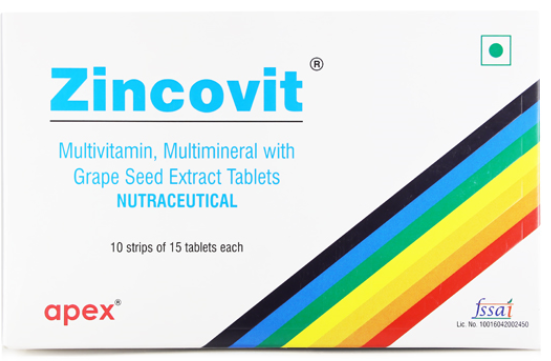 Zincovit®
Multivitamin, Multimineral with
Grape Seed Extract Tablets
NUTRACEUTICAL
10 strips of 15 tablets each
apex®
fssai
Lic. No. 10016042002450